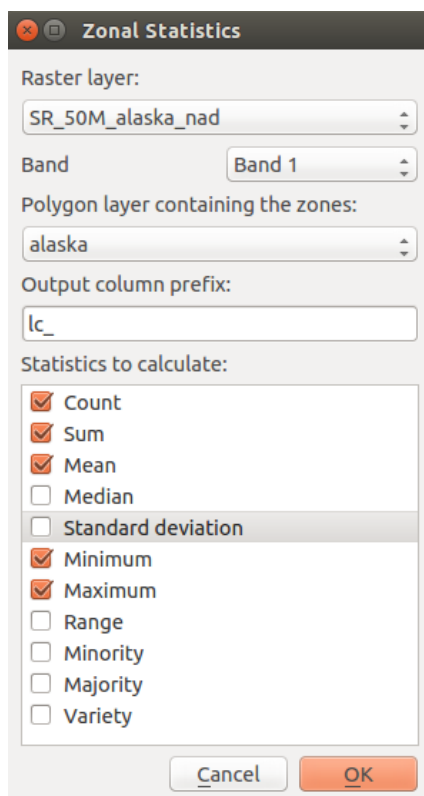 Zonal Statistics
Raster layer:
SR_50M_alaska_nad
Band Band 1
Polygon layer containing the zones:
alaska
Output column prefix:
lc_
Statistics to calculate:
Count
Sum
Mean
Median
Standard deviation
Minimum
Maximum
Range
Minority
Majority
Variety
Cancel OK